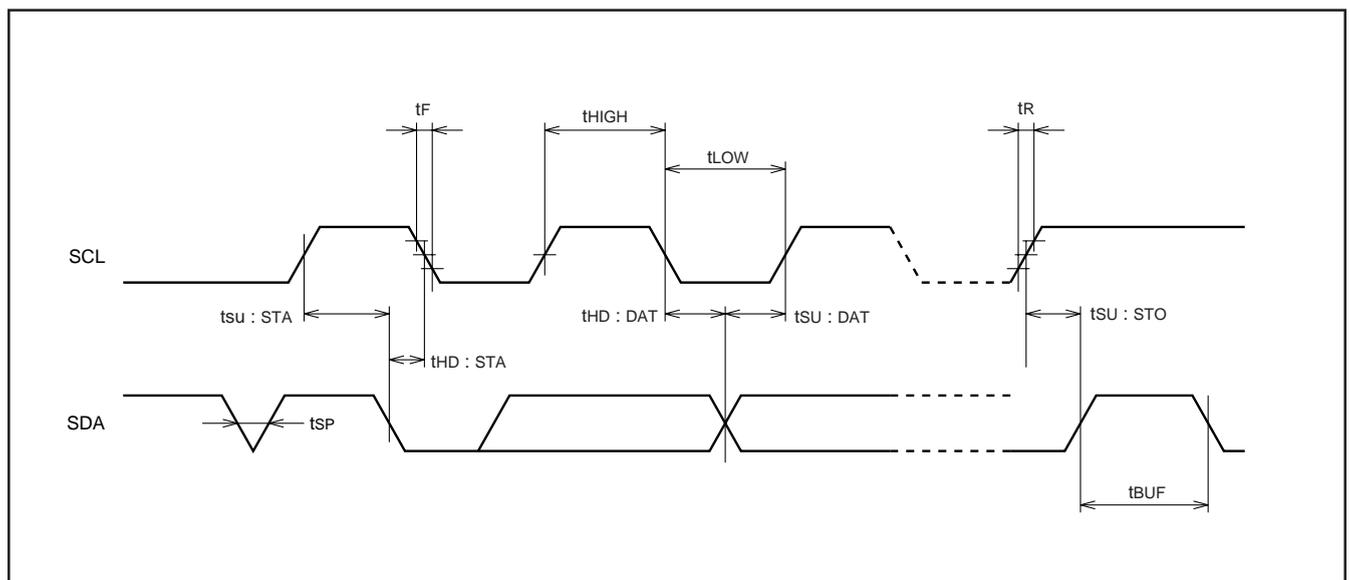 tF
tHIGH
tR
tLOW
SCL
tsu : STA
tHD : DAT
tSU : DAT
tSU : STO
tHD : STA
SDA
tSP
tBUF